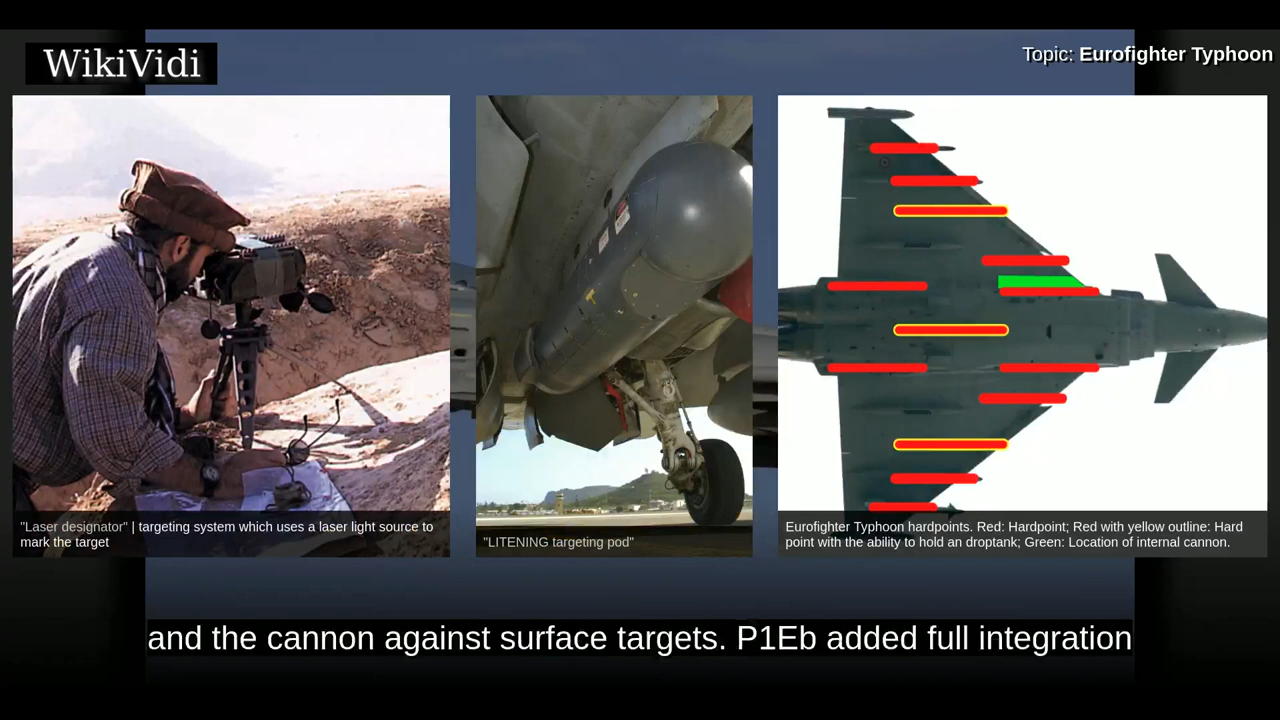 WikiVidi
Topic: Eurofighter Typhoon
"Laser designator" | targeting system which uses a laser light source to
mark the target
"LITENING targeting pod"
Eurofighter Typhoon hardpoints. Red: Hardpoint; Red with yellow outline: Hard
point with the ability to hold an droptank; Green: Location of internal cannon.
and the cannon against surface targets. P1Eb added full integration